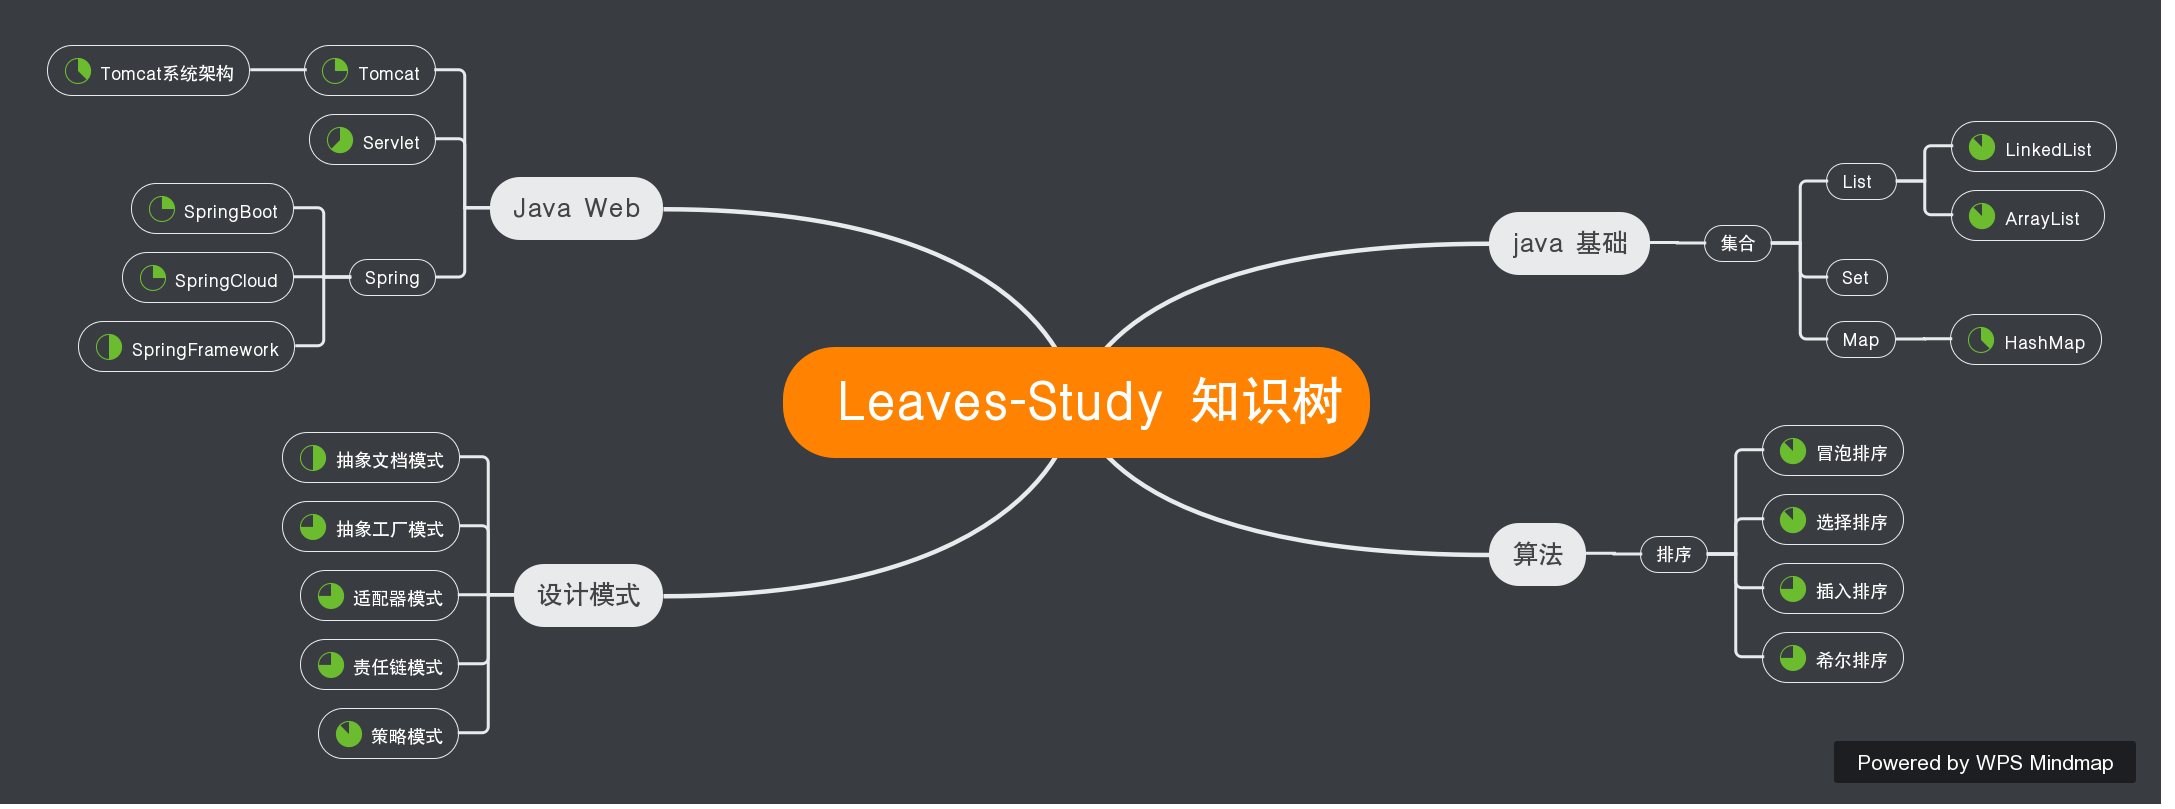 Leaves-Study 知识树
Java Web
Tomcat
Tomcat系统架构
Servlet
Spring
SpringBoot
SpringCloud
SpringFramework
设计模式
抽象文档模式
抽象工厂模式
适配器模式
责任链模式
策略模式
java 基础
集合
List
LinkedList
ArrayList
Set
Map
HashMap
算法
排序
冒泡排序
选择排序
插入排序
希尔排序
Powered by WPS Mindmap